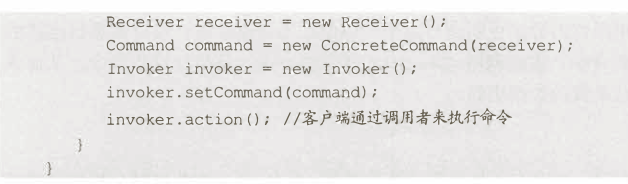 Receiver receiver = new Receiver();
Command command = new ConcreteCommand(receiver);
Invoker invoker = new Invoker();
invoker.setCommand(command);
invoker.action(); //客户端通过调用者来执行命令
}
}